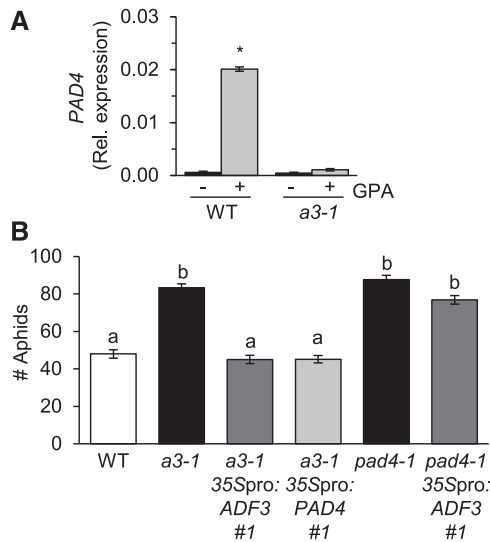 A
PAD4
(Rel. expression)
0.03
0.02
0.01
0.00
*
- + - + GPA
WT a3-1
B
# Aphids
100
80
60
40
20
0
a b a a b b
WT a3-1 a3-1 a3-1 pad4-1 pad4-1
35Spro: 35Spro: 35Spro:
ADF3 PAD4 ADF3
#1 #1 #1